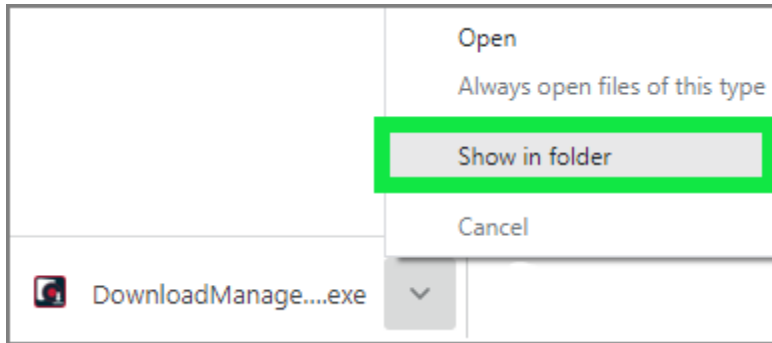 Open
Always open files of this type
Show in folder
Cancel
DownloadManage....exe